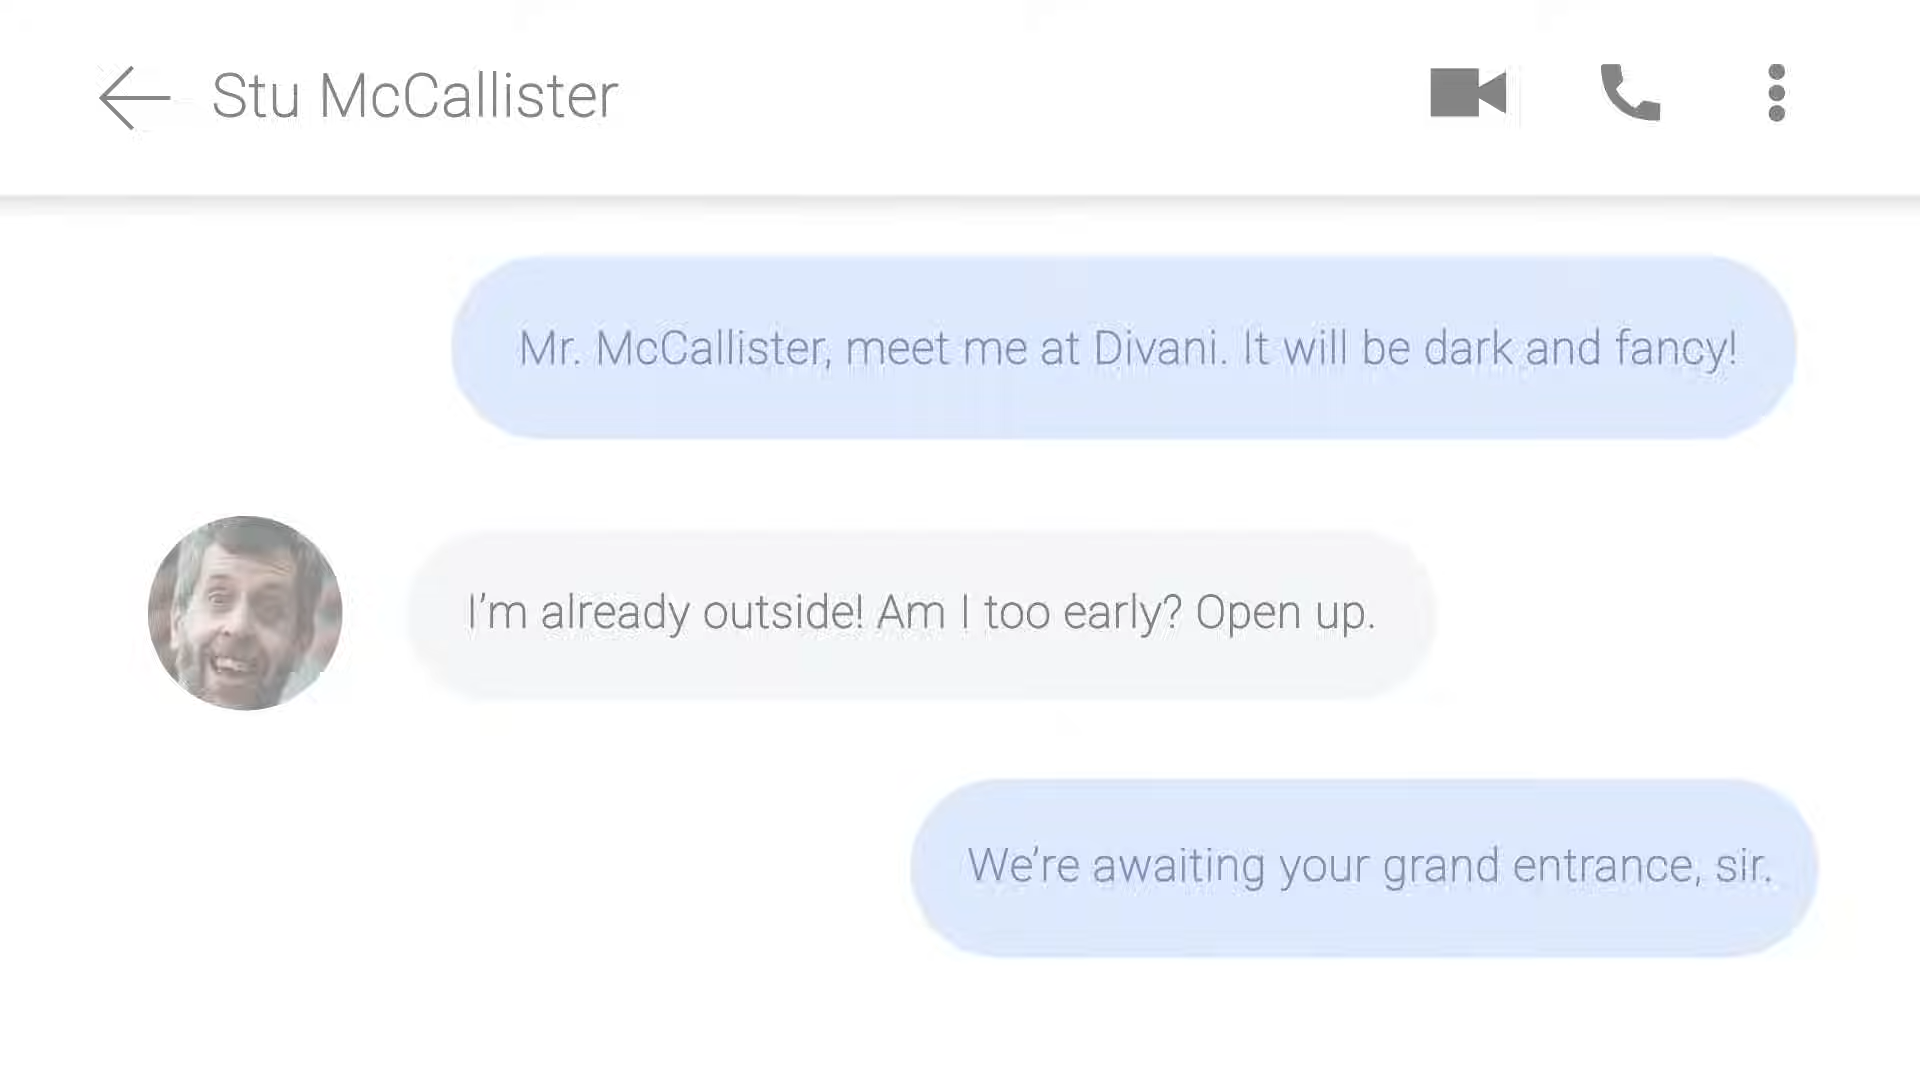 Stu McCallister
Mr. McCallister, meet me at Divani. It will be dark and fancy!
I’m already outside! Am I too early? Open up.
We’re awaiting your grand entrance, sir.